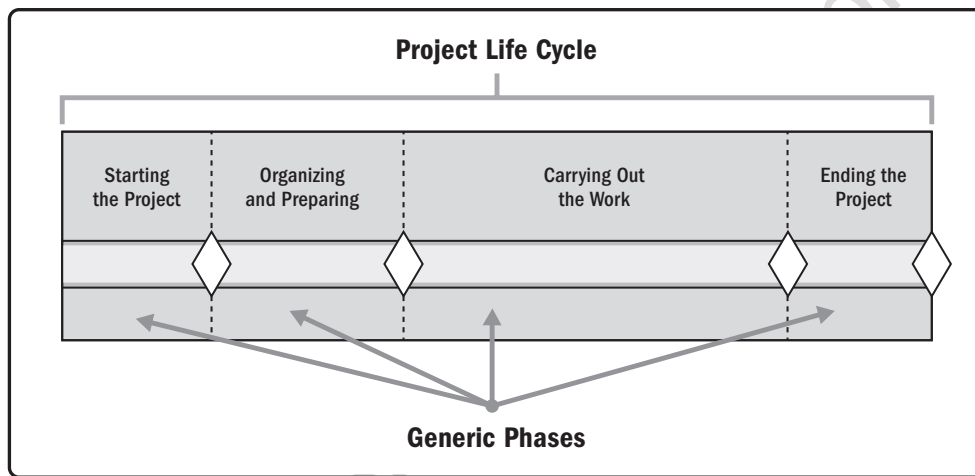 Project Life Cycle
Starting
the Project
Organizing
and Preparing
Carrying Out
the Work
Ending the
Project
Generic Phases